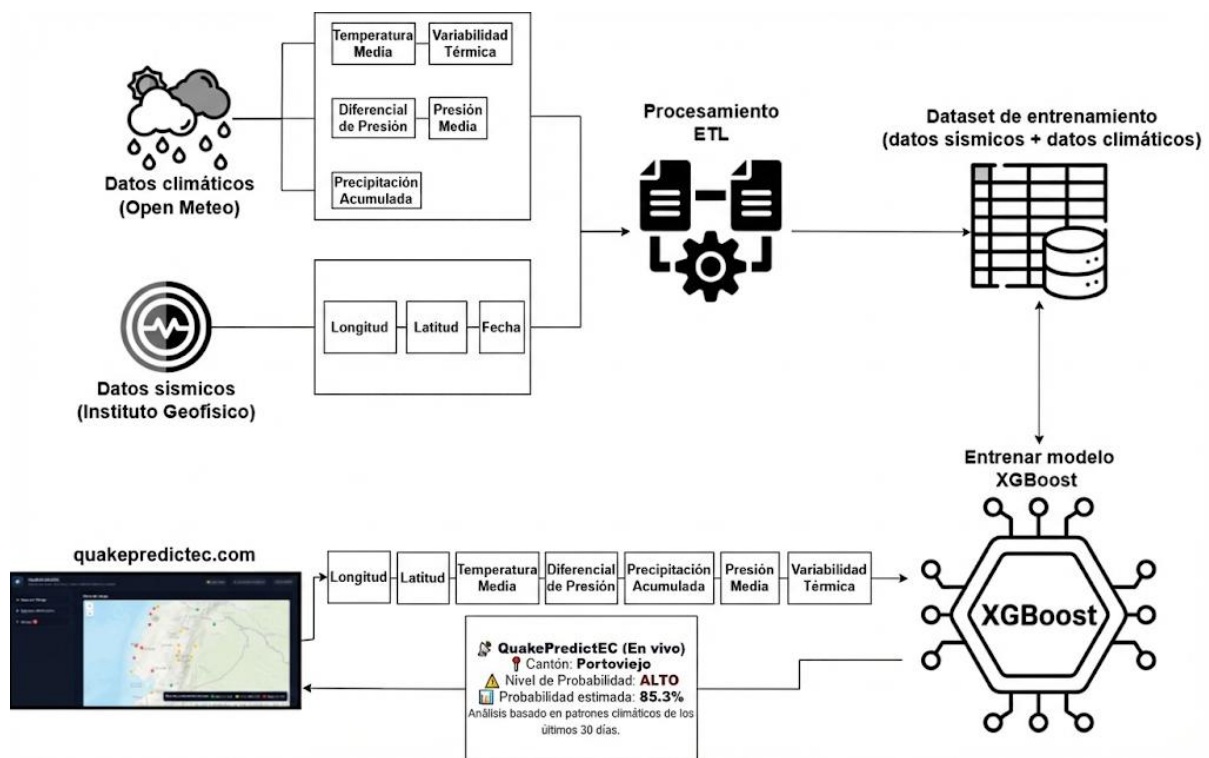 Temperatura
Media
Variabilidad
Térmica
Diferencial
de Presión
Presión
Media
Precipitación
Acumulada
Datos climáticos
(Open Meteo)
Procesamiento
ETL
Dataset de entrenamiento
(datos sísmicos + datos climáticos)
Longitud
Latitud
Fecha
Datos sísmicos
(Instituto Geofísico)
Entrenar modelo
XGBoost
quakepredictec.com
Longitud
Latitud
Temperatura
Media
Diferencial
de Presión
Precipitación
Acumulada
Presión
Media
Variabilidad
Térmica
XGBoost
QuakePredictEC (En vivo)
Cantón: Portoviejo
Nivel de Probabilidad: ALTO
Probabilidad estimada: 85.3%
Análisis basado en patrones climáticos de los
últimos 30 días.